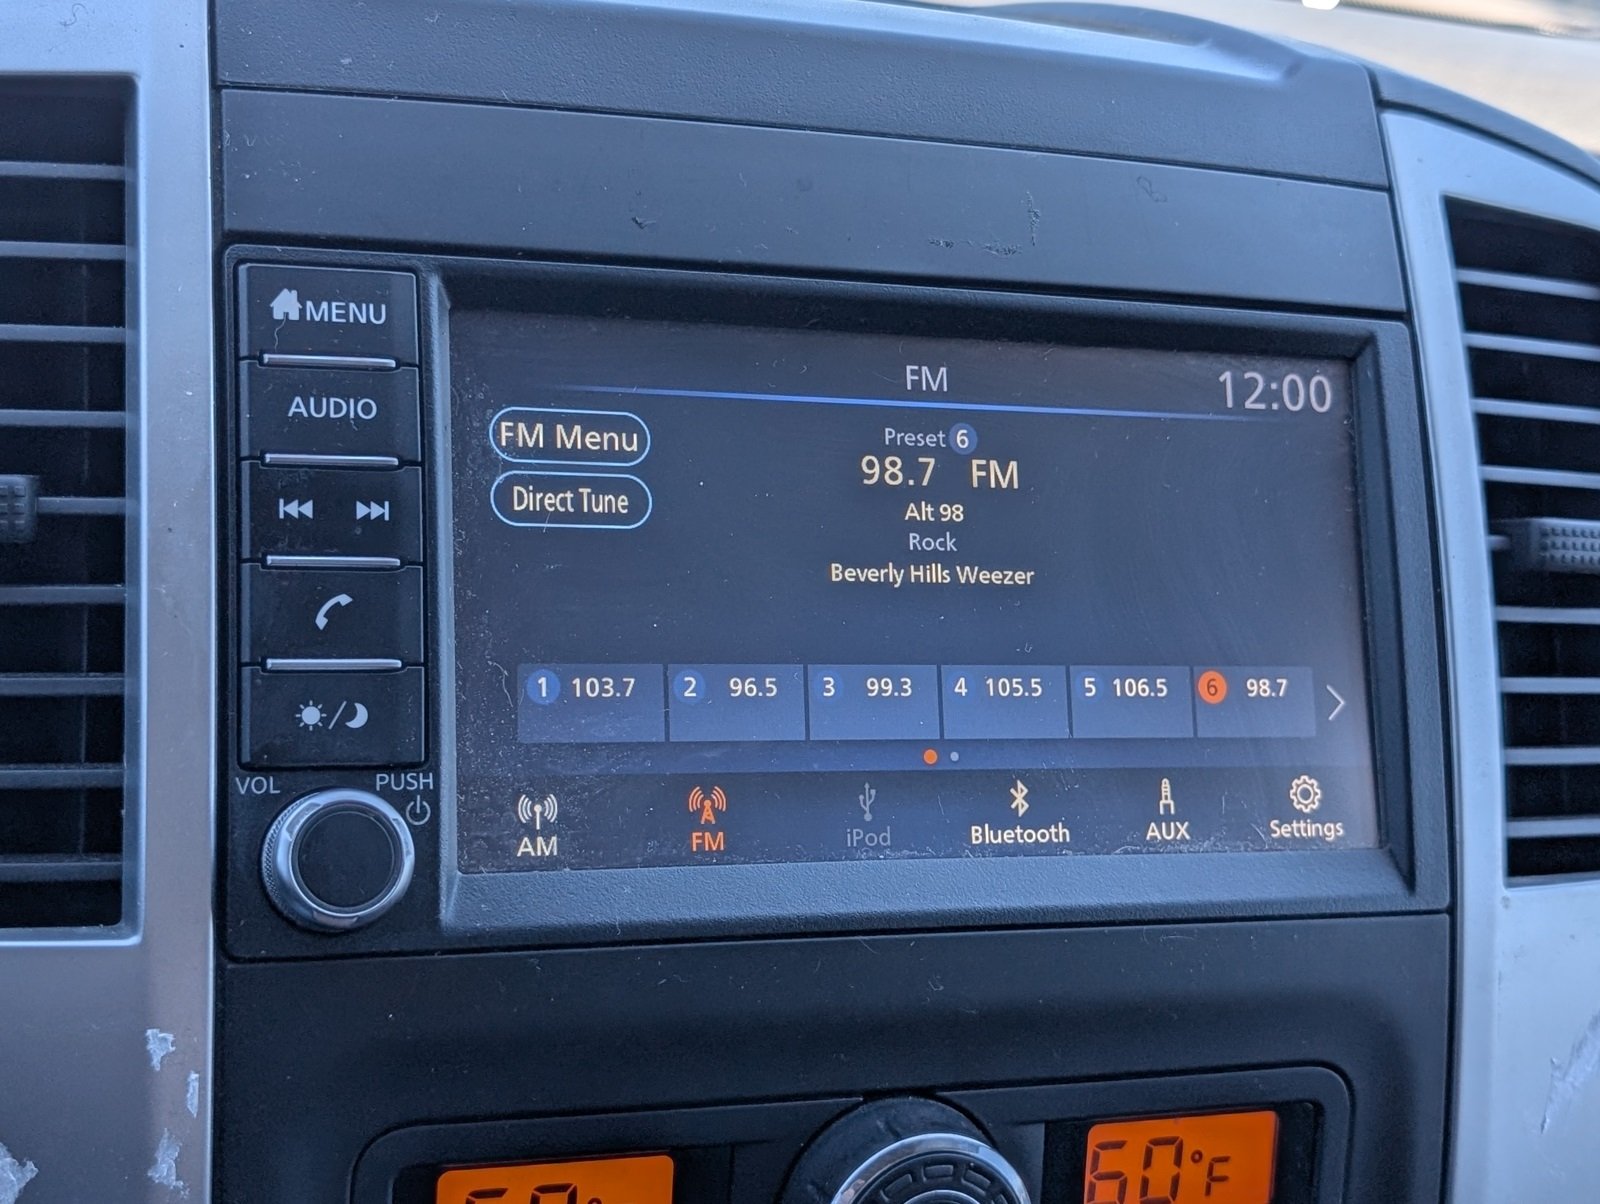 MENU
AUDIO
VOL
PUSH
FM
12:00
FM Menu
Direct Tune
Preset 6
98.7 FM
Alt 98
Rock
Beverly Hills Weezer
1 103.7
2 96.5
3 99.3
4 105.5
5 106.5
6 98.7
AM
FM
iPod
Bluetooth
AUX
Settings
60°F